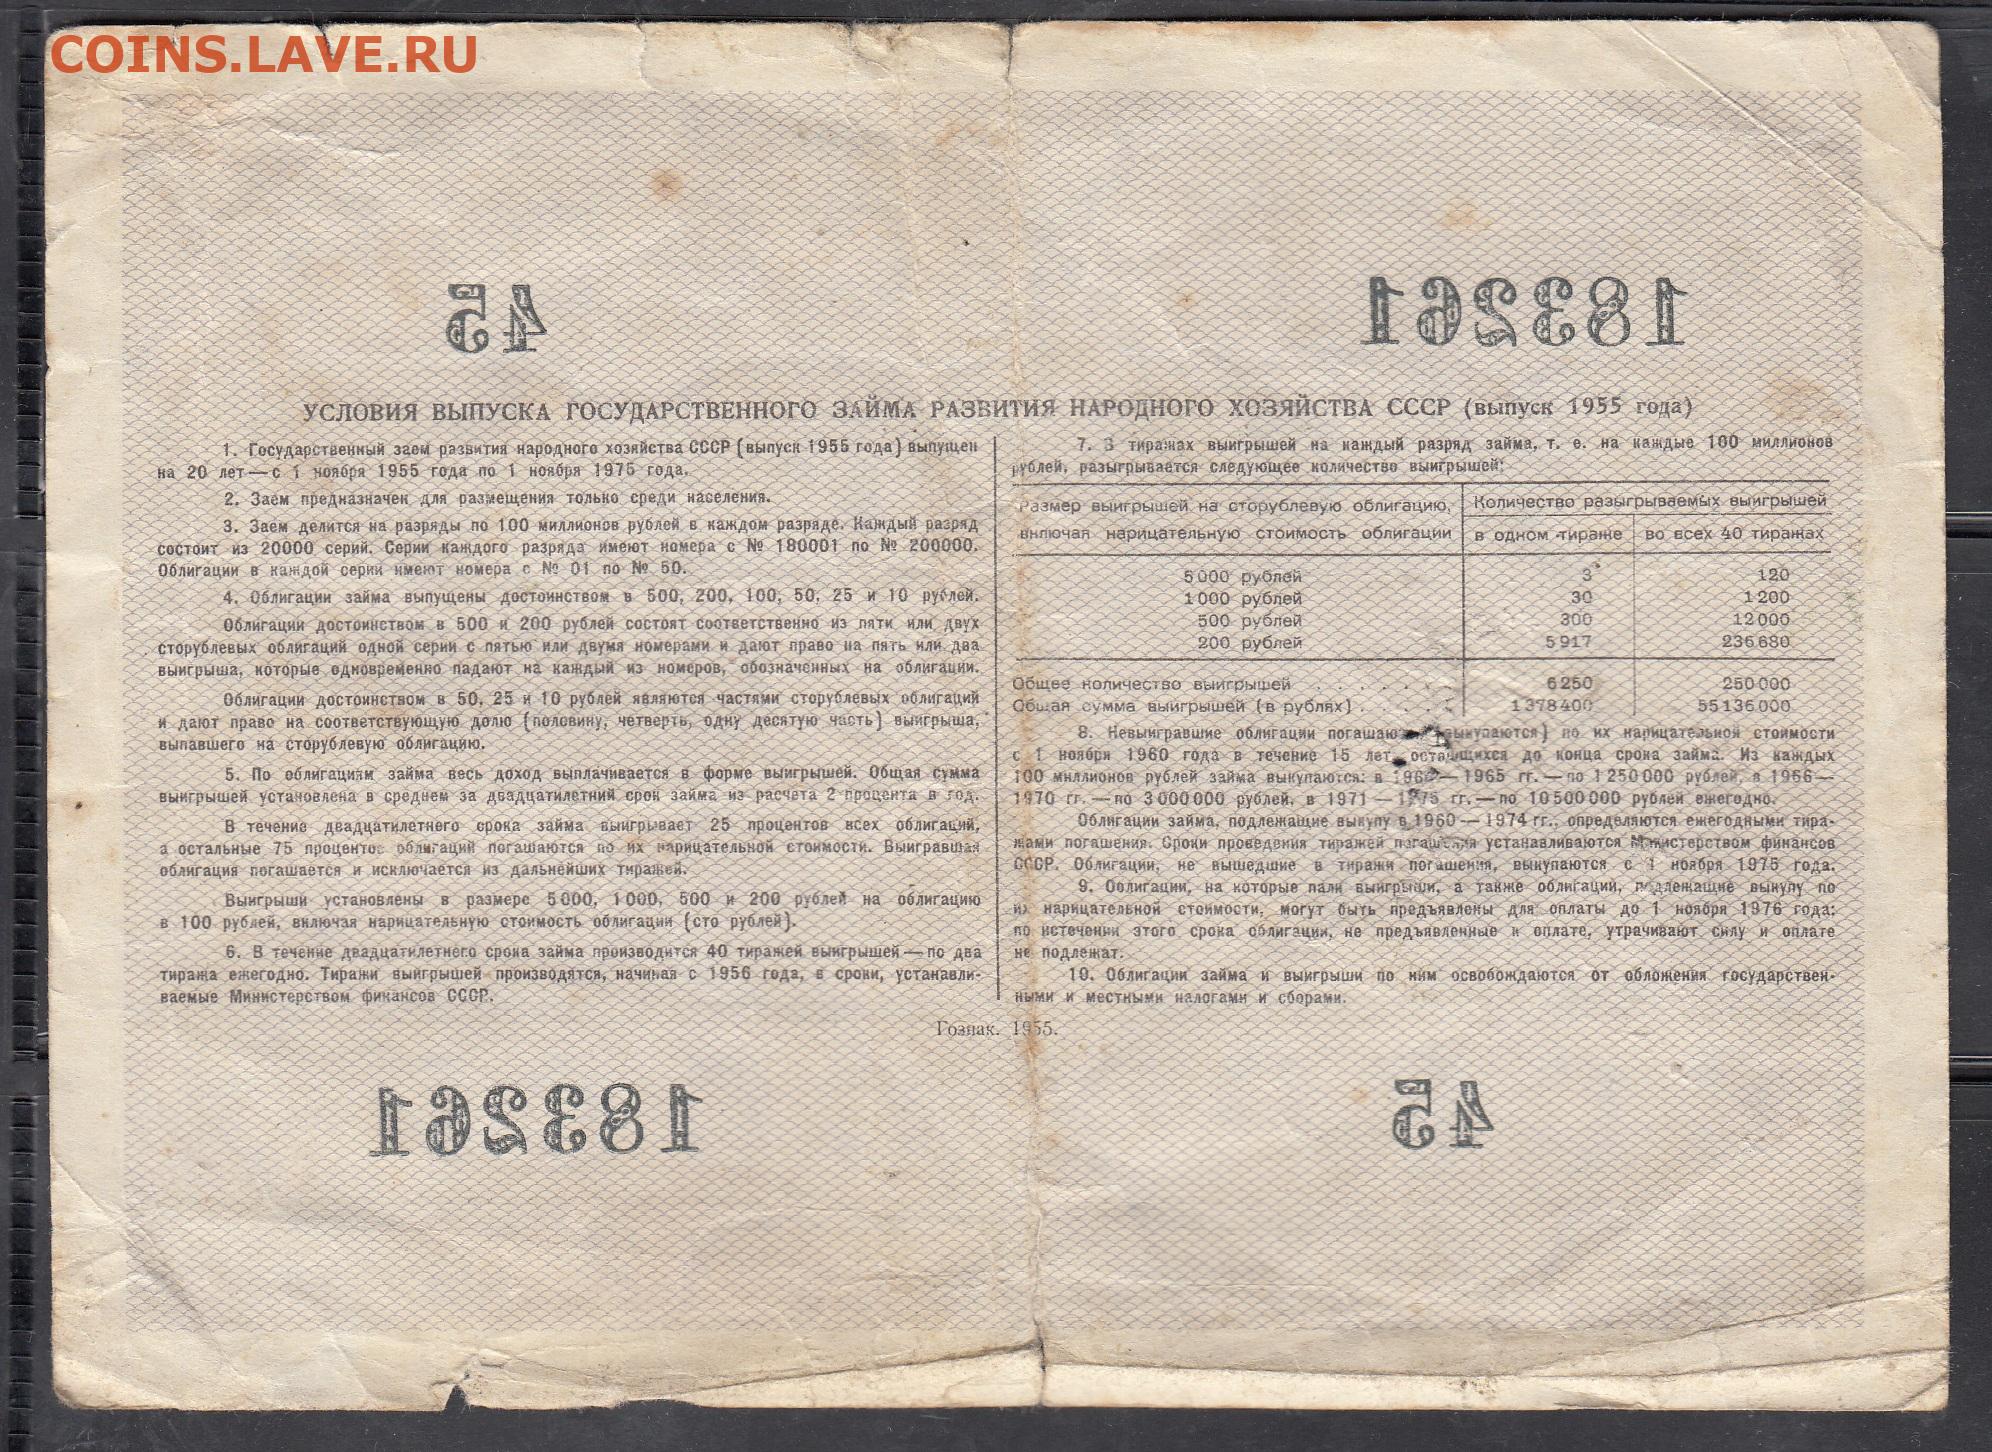 COINS.LAVE.RU
45 183261
УСЛОВИЯ ВЫПУСКА ГОСУДАРСТВЕННОГО ЗАЙМА РАЗВИТИЯ НАРОДНОГО ХОЗЯЙСТВА СССР (выпуск 1955 года)
1. Государственный заем развития народного хозяйства СССР (выпуск 1955 года) выпущен
на 20 лет — с 1 ноября 1955 года по 1 ноября 1975 года.
2. Заем предназначен для размещения только среди населения.
3. Заем делится на разряды по 100 миллионов рублей в каждом разряде. Каждый разряд
состоит из 20000 серий. Серии каждого разряда имеют номера с № 180001 по № 200000.
Облигации в каждой серии имеют номера с № 01 по № 50.
4. Облигации займа выпущены достоинством в 500, 200, 100, 50, 25 и 10 рублей.
Облигации достоинством в 500 и 200 рублей состоят соответственно из пяти или двух
сторублевых облигаций одной серии с пятью или двумя номерами и дают право на пять или два
выигрыша, которые одновременно падают на каждый из номеров, обозначенных на облигации.
Облигации достоинством в 50, 25 и 10 рублей являются частями сторублевых облигаций
и дают право на соответствующую долю (половину, четверть, одну десятую часть) выигрыша,
выпавшего на сторублевую облигацию.
5. По облигациям займа весь доход выплачивается в форме выигрышей. Общая сумма
выигрышей установлена в среднем за двадцатилетний срок займа из расчета 2 процента в год.
В течение двадцатилетнего срока займа выигрывает 25 процентов всех облигаций,
а остальные 75 процентов облигаций погашаются по их нарицательной стоимости. Выигравшая
облигация погашается и исключается из дальнейших тиражей.
Выигрыши установлены в размере 5000, 1000, 500 и 200 рублей на облигацию
в 100 рублей, включая нарицательную стоимость облигации (сто рублей).
6. В течение двадцатилетнего срока займа производится 40 тиражей выигрышей — по два
тиража ежегодно. Тиражи выигрышей производятся, начиная с 1956 года, в сроки, устанавли-
ваемые Министерством финансов СССР.
7. В тиражах выигрышей на каждый разряд займа, т. е. на каждые 100 миллионов
рублей, разыгрывается следующее количество выигрышей:
Размер выигрышей на сторублевую облигацию, Количество разыгрываемых выигрышей
включая нарицательную стоимость облигации в одном тираже во всех 40 тиражах
5000 рублей 3 120
1000 рублей 30 1200
500 рублей 300 12000
200 рублей 5917 236680
Общее количество выигрышей . . . . . . . . 6250 250000
Общая сумма выигрышей (в рублях) . . . . . 1378400 55136000
8. Невыигравшие облигации погашаются (выкупаются) по их нарицательной стоимости
с 1 ноября 1960 года в течение 15 лет, остающихся до конца срока займа. Из каждых
100 миллионов рублей займа выкупаются: в 1960 — 1965 гг. — по 1250000 рублей, в 1966 —
1970 гг. — по 3000000 рублей, в 1971 — 1975 гг. — по 10500000 рублей ежегодно.
Облигации займа, подлежащие выкупу в 1960 — 1974 гг., определяются ежегодными тира-
жами погашения. Сроки проведения тиражей погашения устанавливаются Министерством финансов
СССР. Облигации, не вышедшие в тиражи погашения, выкупаются с 1 ноября 1975 года.
9. Облигации, на которые пали выигрыши, а также облигации, подлежащие выкупу по
их нарицательной стоимости, могут быть предъявлены для оплаты до 1 ноября 1976 года;
по истечении этого срока облигации, не предъявленные к оплате, утрачивают силу и оплате
не подлежат.
10. Облигации займа и выигрыши по ним освобождаются от обложения государствен-
ными и местными налогами и сборами.
Гознак. 1955.
183261 45